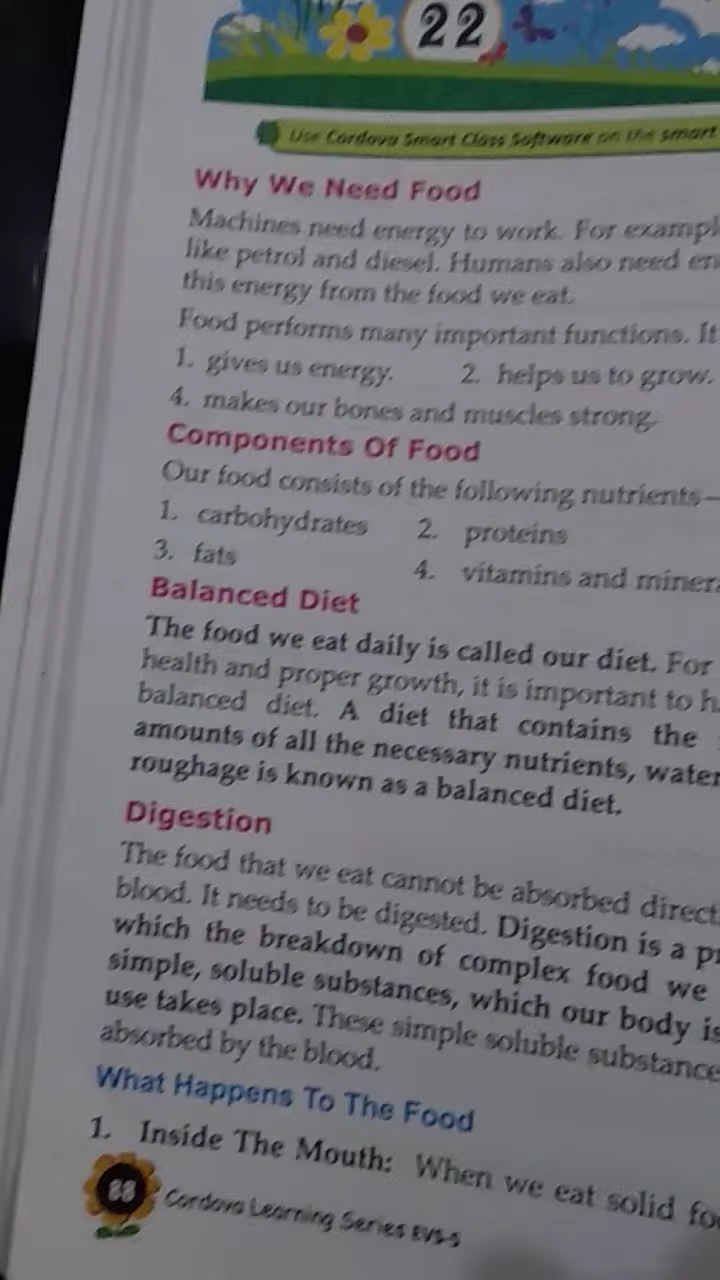 22
Use Cordova Smart Class Software on the smart
Why We Need Food
Machines need energy to work. For exampl
like petrol and diesel. Humans also need en
this energy from the food we eat.
Food performs many important functions. It
1. gives us energy. 2. helps us to grow.
4. makes our bones and muscles strong.
Components Of Food
Our food consists of the following nutrients—
1. carbohydrates 2. proteins
3. fats 4. vitamins and miner
Balanced Diet
The food we eat daily is called our diet. For
health and proper growth, it is important to h
balanced diet. A diet that contains the
amounts of all the necessary nutrients, water
roughage is known as a balanced diet.
Digestion
The food that we eat cannot be absorbed direct
blood. It needs to be digested. Digestion is a p
which the breakdown of complex food we
simple, soluble substances, which our body is
use takes place. These simple soluble substance
absorbed by the blood.
What Happens To The Food
1. Inside The Mouth: When we eat solid fo
88 Cordova Learning Series EVS-5